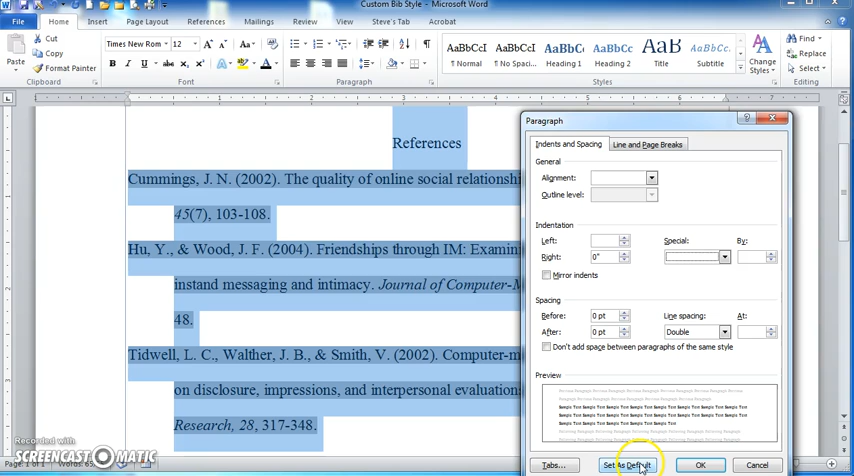 Custom Bib Style - Microsoft Word
File Home Insert Page Layout References Mailings Review View Steve's Tab Acrobat
Paste
Cut
Copy
Format Painter
Clipboard
Times New Rom 12
Font
Paragraph
AaBbCcI AaBbCcI AaBbC AaBbCc AaB AaBbCc.
¶ Normal ¶ No Spaci... Heading 1 Heading 2 Title Subtitle
Change Styles
Styles
Find
Replace
Select
Editing
References
Cummings, J. N. (2002). The quality of online social relationshi
45(7), 103-108.
Hu, Y., & Wood, J. F. (2004). Friendships through IM: Examin
instand messaging and intimacy. Journal of Computer-M
48.
Tidwell, L. C., Walther, J. B., & Smith, V. (2002). Computer-m
on disclosure, impressions, and interpersonal evaluation
Research, 28, 317-348.
Paragraph
Indents and Spacing Line and Page Breaks
General
Alignment:
Outline level:
Indentation
Left: Special: By:
Right: 0"
Mirror indents
Spacing
Before: 0 pt Line spacing: At:
After: 0 pt Double
Don't add space between paragraphs of the same style
Preview
Tabs... Set As Default OK Cancel
Recorded with
SCREENCAST-O-MATIC
Page: 1 of 1